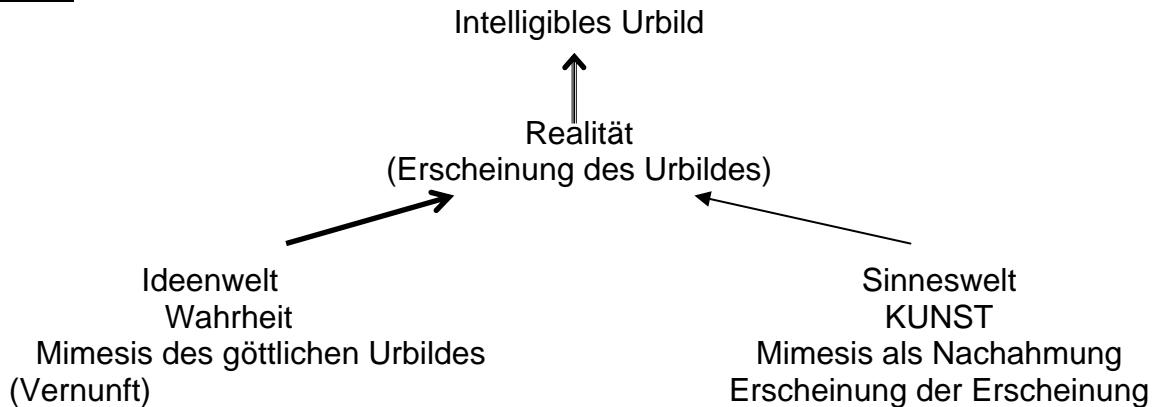 Intelligibles Urbild
Realität
(Erscheinung des Urbildes)
Ideenwelt
Wahrheit
Mimesis des göttlichen Urbildes
(Vernunft)
Sinneswelt
KUNST
Mimesis als Nachahmung
Erscheinung der Erscheinung